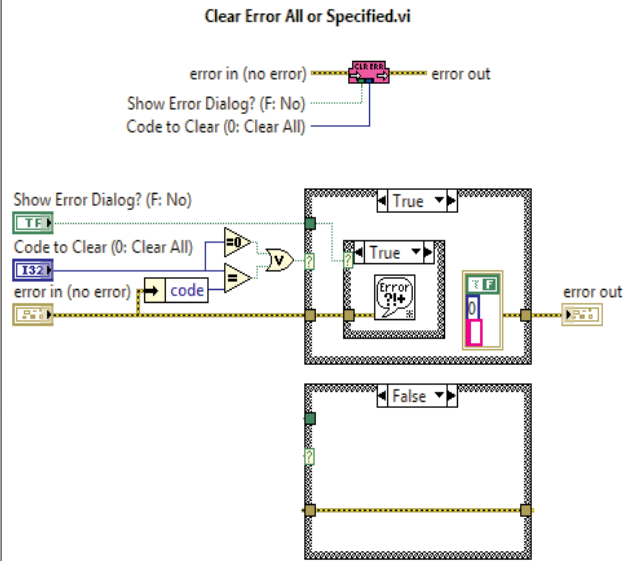 Clear Error All or Specified.vi
CLR ERR
error in (no error)
error out
Show Error Dialog? (F: No)
Code to Clear (0: Clear All)
Show Error Dialog? (F: No)
TF
Code to Clear (0: Clear All)
I32
error in (no error)
code
=0
=
V
?
True
?
True
Error
?!+
? F
0
error out
False
?